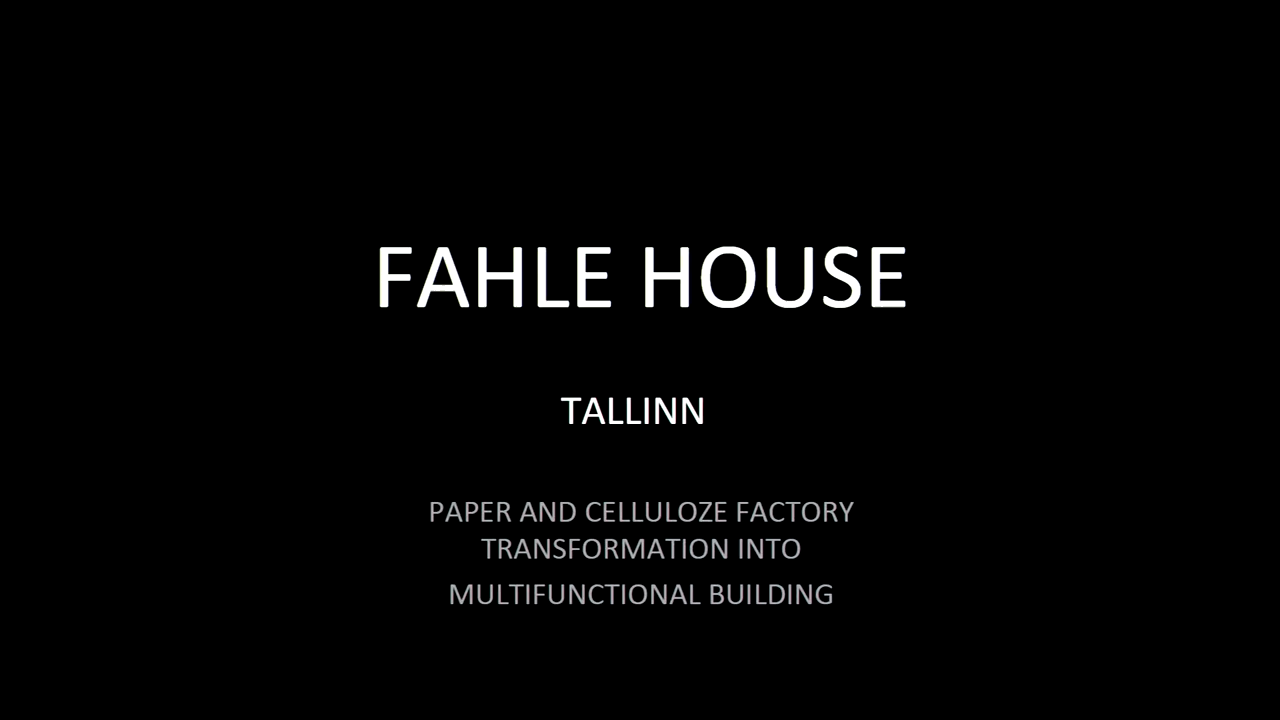 FAHLE HOUSE
TALLINN
PAPER AND CELLULOZE FACTORY
TRANSFORMATION INTO
MULTIFUNCTIONAL BUILDING